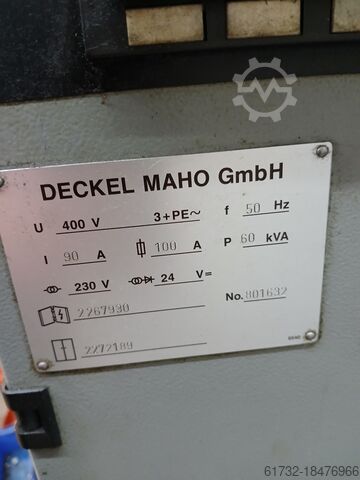 DECKEL MAHO GmbH
U 400 V 3+PE~ f 50 Hz
I 90 A 100 A P 60 kVA
230 V 24 V=
2267930 No. 801632
2272189
61732-18476966